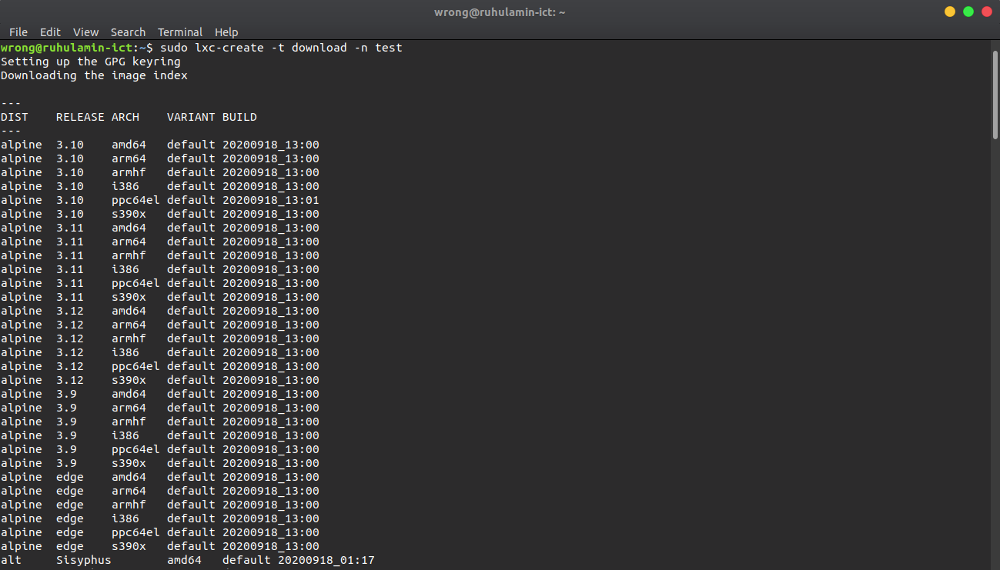 wrong@ruhulamin-ict: ~
File Edit View Search Terminal Help
wrong@ruhulamin-ict:~$ sudo lxc-create -t download -n test
Setting up the GPG keyring
Downloading the image index
---
DIST RELEASE ARCH VARIANT BUILD
---
alpine 3.10 amd64 default 20200918_13:00
alpine 3.10 arm64 default 20200918_13:00
alpine 3.10 armhf default 20200918_13:00
alpine 3.10 i386 default 20200918_13:00
alpine 3.10 ppc64el default 20200918_13:01
alpine 3.10 s390x default 20200918_13:00
alpine 3.11 amd64 default 20200918_13:00
alpine 3.11 arm64 default 20200918_13:00
alpine 3.11 armhf default 20200918_13:00
alpine 3.11 i386 default 20200918_13:00
alpine 3.11 ppc64el default 20200918_13:00
alpine 3.11 s390x default 20200918_13:00
alpine 3.12 amd64 default 20200918_13:00
alpine 3.12 arm64 default 20200918_13:00
alpine 3.12 armhf default 20200918_13:00
alpine 3.12 i386 default 20200918_13:00
alpine 3.12 ppc64el default 20200918_13:00
alpine 3.12 s390x default 20200918_13:00
alpine 3.9 amd64 default 20200918_13:00
alpine 3.9 arm64 default 20200918_13:00
alpine 3.9 armhf default 20200918_13:00
alpine 3.9 i386 default 20200918_13:00
alpine 3.9 ppc64el default 20200918_13:00
alpine 3.9 s390x default 20200918_13:00
alpine edge amd64 default 20200918_13:00
alpine edge arm64 default 20200918_13:00
alpine edge armhf default 20200918_13:00
alpine edge i386 default 20200918_13:00
alpine edge ppc64el default 20200918_13:00
alpine edge s390x default 20200918_13:00
alt Sisyphus amd64 default 20200918_01:17